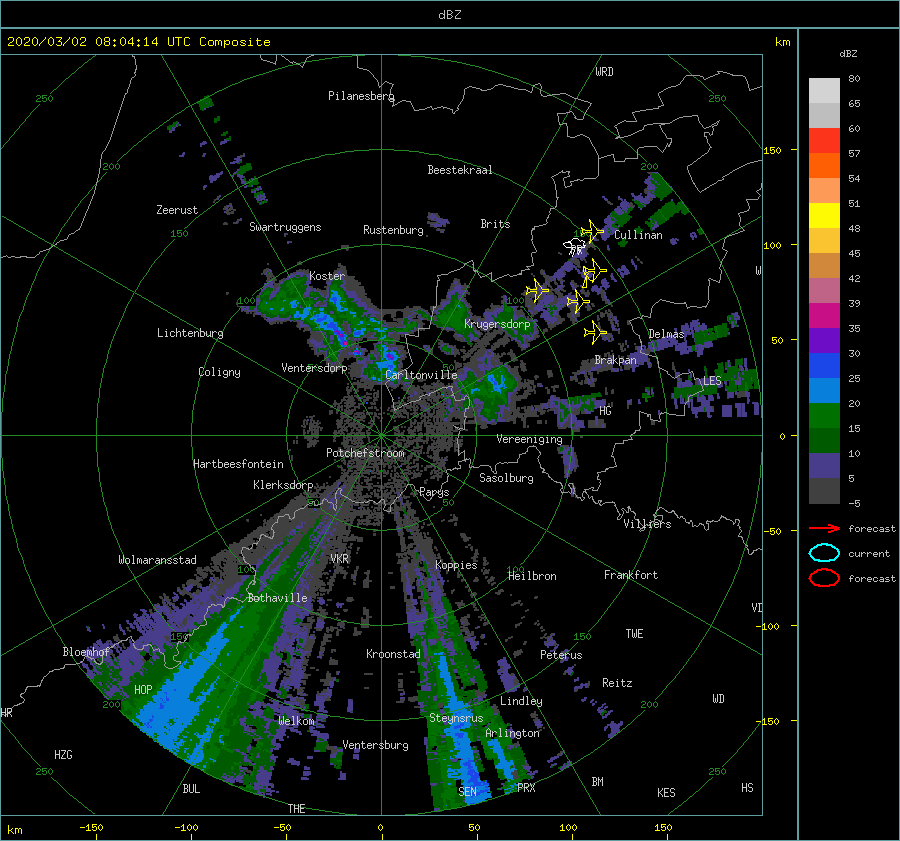 dBZ
2020/03/02 08:04:14 UTC Composite
km
dBZ
WRD
250
Pilanesberg
250
80
65
60
57
54
51
48
45
42
39
35
30
25
20
15
10
5
-5
150
200
Beestekraal
200
Zeerust
Swartruggens
Rustenburg
Brits
150
Cullinan
100
Koster
100
Lichtenburg
Krugersdorp
Delmas
50
Coligny
Ventersdorp
Carltonville
Brakpan
LES
HG
0
Vereeniging
Potchefstroom
Hartbeesfontein
Klerksdorp
Parys
Sasolburg
50
50
Villiers
-50
forecast
current
forecast
Wolmaransstad
VKR
Koppies
100
100
Heilbron
Frankfort
Bothaville
VD
-100
150
150
TWE
Bloemhof
Kroonstad
Peterus
HOP
Reitz
200
200
WD
HR
Lindley
Welkom
Steynsrus
-150
Arlington
Ventersburg
HZG
250
250
BUL
SEN
PRX
BM
KES
HS
THE
km
-150
-100
-50
0
50
100
150